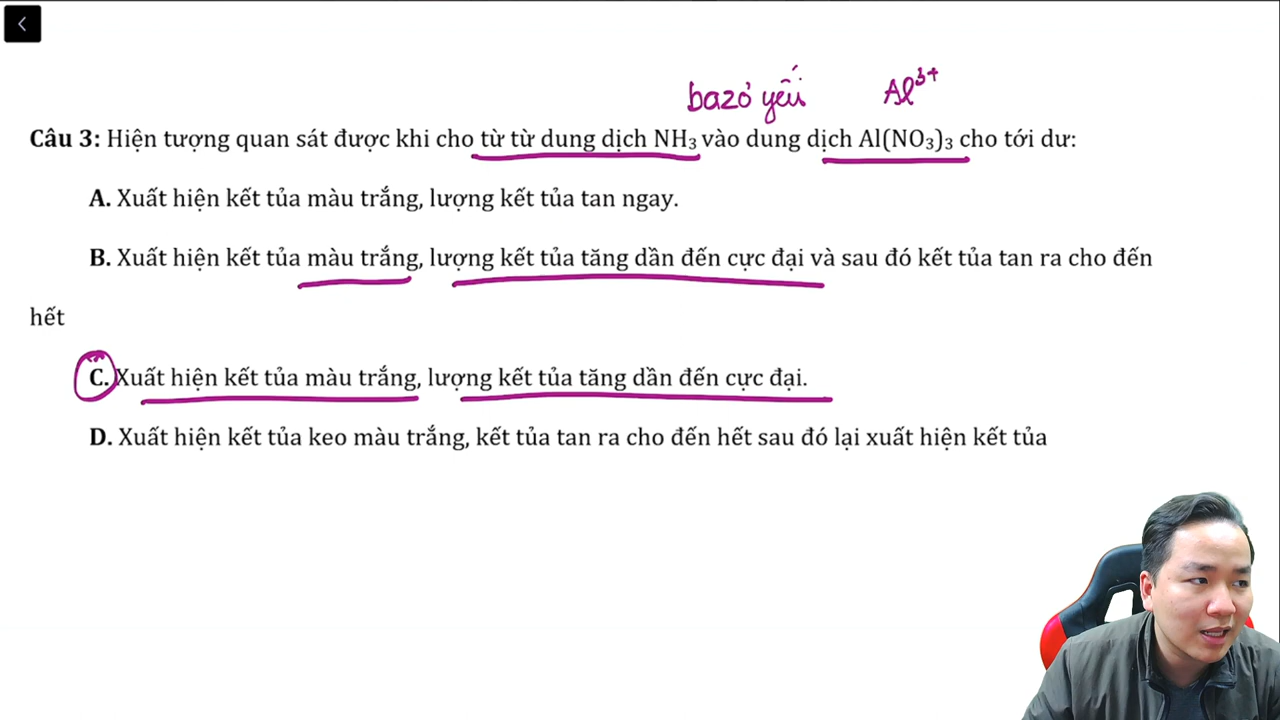 bazơ yếu Al³⁺
Câu 3: Hiện tượng quan sát được khi cho từ từ dung dịch NH₃ vào dung dịch Al(NO₃)₃ cho tới dư:
A. Xuất hiện kết tủa màu trắng, lượng kết tủa tan ngay.
B. Xuất hiện kết tủa màu trắng, lượng kết tủa tăng dần đến cực đại và sau đó kết tủa tan ra cho đến
hết
C. Xuất hiện kết tủa màu trắng, lượng kết tủa tăng dần đến cực đại.
D. Xuất hiện kết tủa keo màu trắng, kết tủa tan ra cho đến hết sau đó lại xuất hiện kết tủa